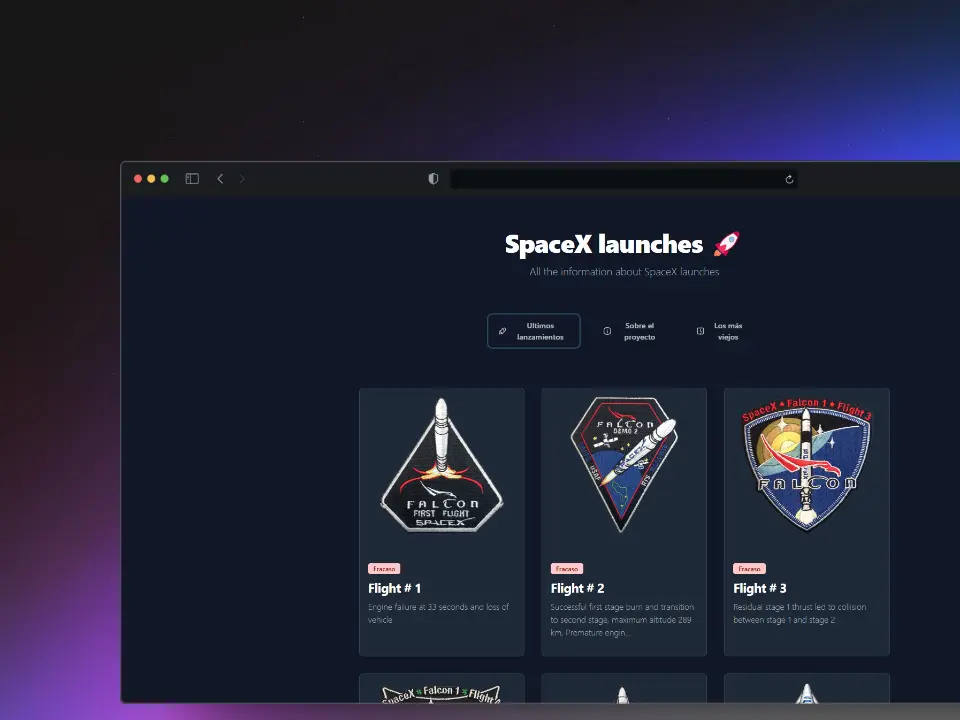 SpaceX launches 🚀
All the information about SpaceX launches
Ultimos
lanzamientos
Sobre el
proyecto
Los más
viejos
FALCON
FIRST FLIGHT
SPACEX
FALCON
DEMO 2
SPACEX
USAF
SpaceX • Falcon 1 • Flight 3
FALCON
Fracaso
Flight # 1
Engine failure at 33 seconds and loss of
vehicle
Fracaso
Flight # 2
Successful first stage burn and transition
to second stage, maximum altitude 289
km, Premature engin...
Fracaso
Flight # 3
Residual stage 1 thrust led to collision
between stage 1 and stage 2
SpaceX Falcon 1 Flight